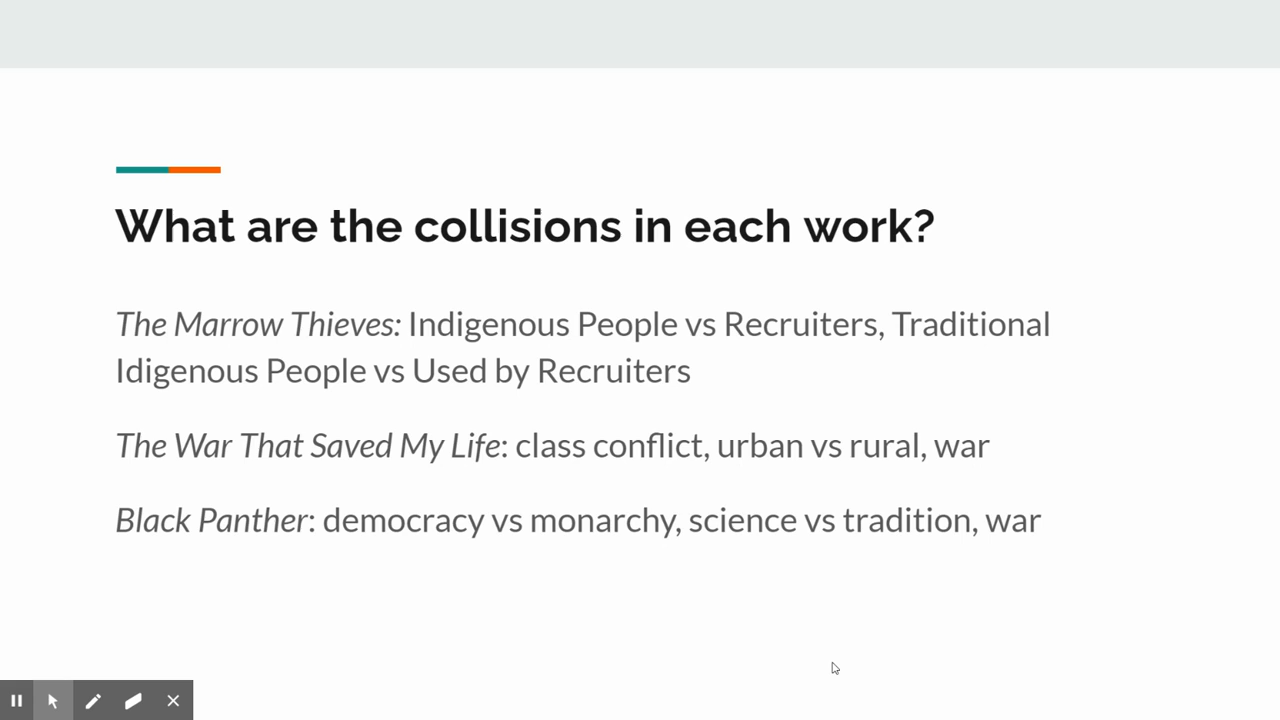 What are the collisions in each work?
The Marrow Thieves: Indigenous People vs Recruiters, Traditional
Idigenous People vs Used by Recruiters
The War That Saved My Life: class conflict, urban vs rural, war
Black Panther: democracy vs monarchy, science vs tradition, war